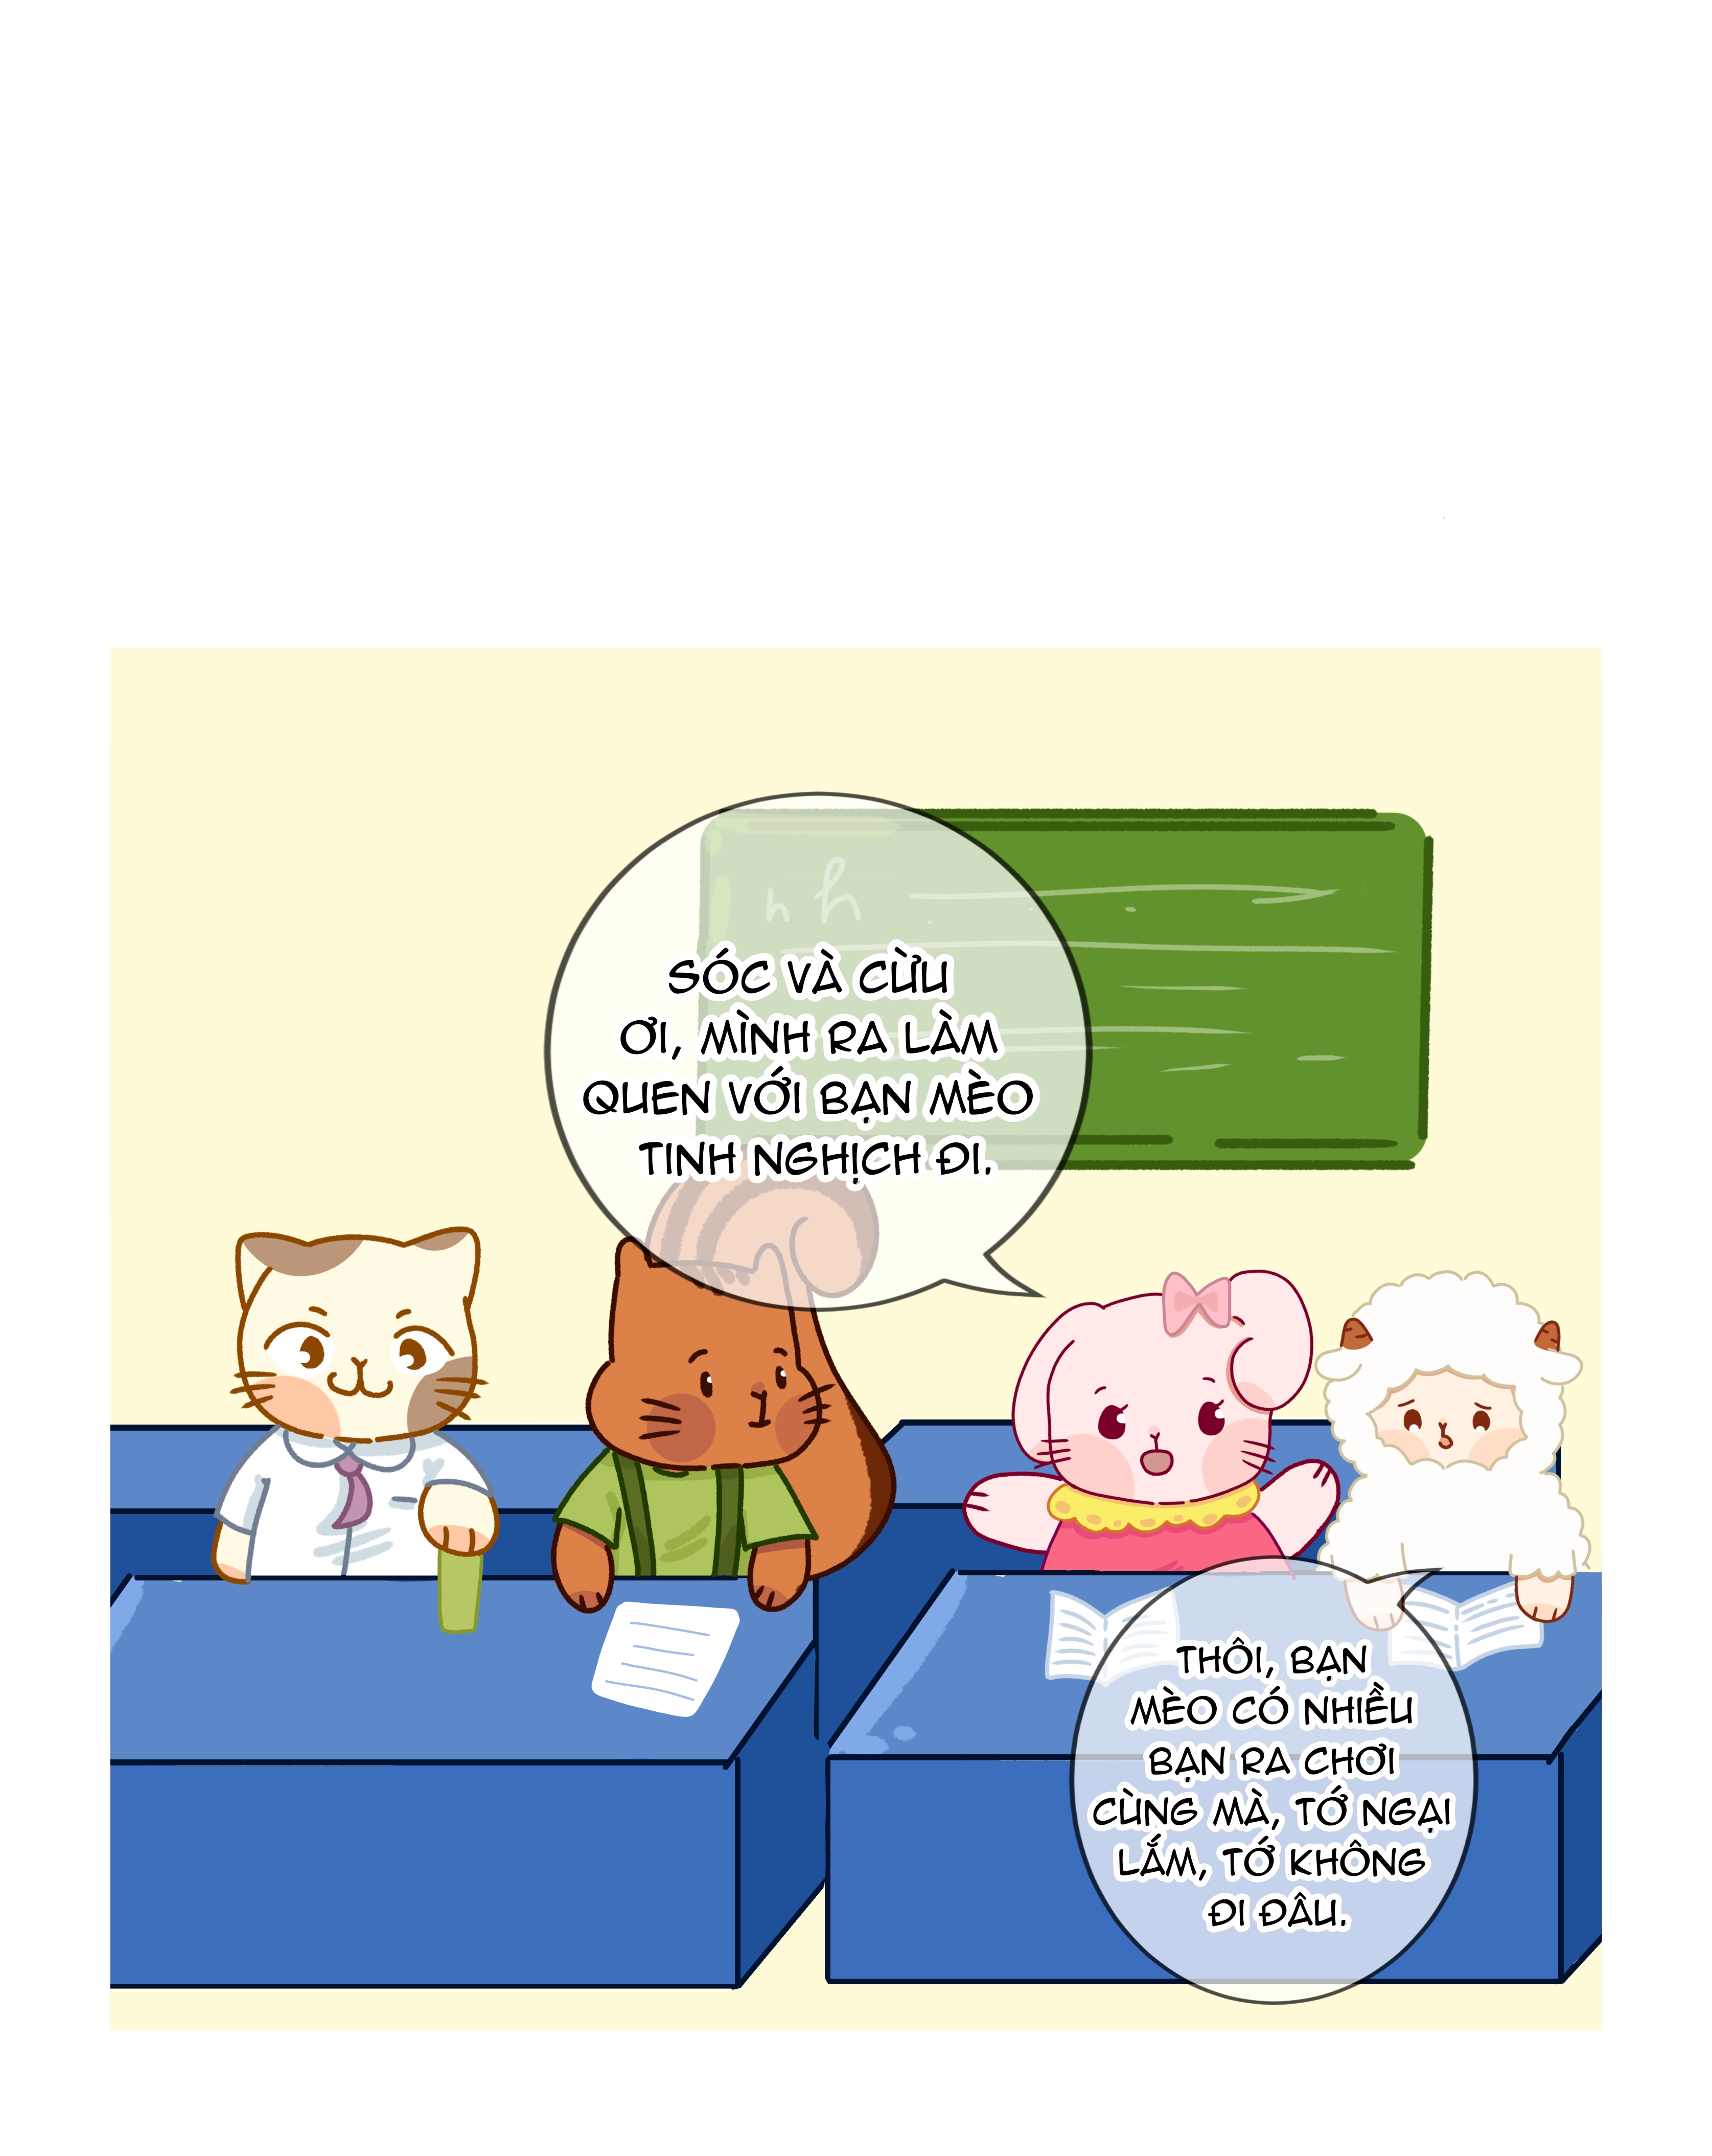 n h
SÓC VÀ CỪU
ƠI, MÌNH RA LÀM
QUEN VỚI BẠN MÈO
TINH NGHỊCH ĐI.
THÔI, BẠN
MÈO CÓ NHIỀU
BẠN RA CHƠI
CÙNG MÀ, TỚ NGẠI
LẮM, TỚ KHÔNG
ĐI ĐÂU.